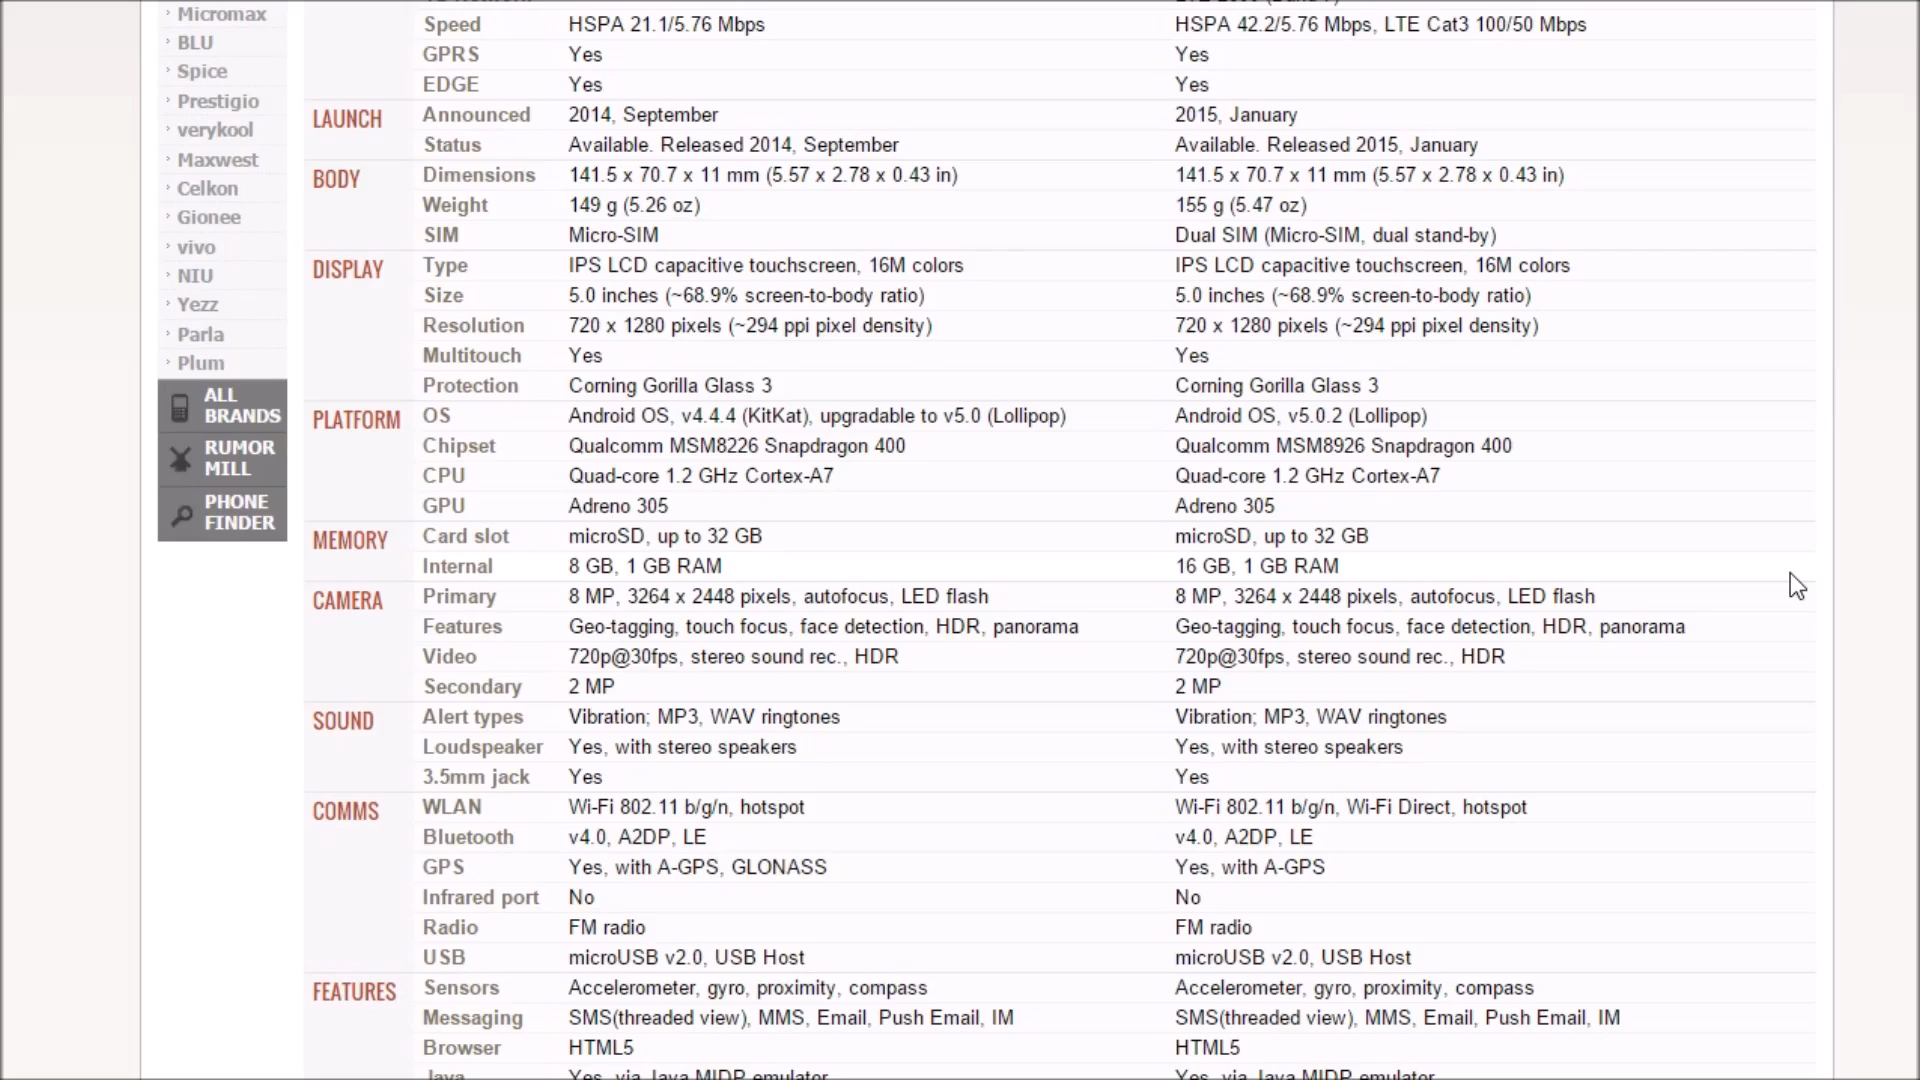 Micromax
BLU
Spice
Prestigio
verykool
Maxwest
Celkon
Gionee
vivo
NIU
Yezz
Parla
Plum
ALL
BRANDS
RUMOR
MILL
PHONE
FINDER
Speed HSPA 21.1/5.76 Mbps HSPA 42.2/5.76 Mbps, LTE Cat3 100/50 Mbps
GPRS Yes Yes
EDGE Yes Yes
LAUNCH Announced 2014, September 2015, January
Status Available. Released 2014, September Available. Released 2015, January
BODY Dimensions 141.5 x 70.7 x 11 mm (5.57 x 2.78 x 0.43 in) 141.5 x 70.7 x 11 mm (5.57 x 2.78 x 0.43 in)
Weight 149 g (5.26 oz) 155 g (5.47 oz)
SIM Micro-SIM Dual SIM (Micro-SIM, dual stand-by)
DISPLAY Type IPS LCD capacitive touchscreen, 16M colors IPS LCD capacitive touchscreen, 16M colors
Size 5.0 inches (~68.9% screen-to-body ratio) 5.0 inches (~68.9% screen-to-body ratio)
Resolution 720 x 1280 pixels (~294 ppi pixel density) 720 x 1280 pixels (~294 ppi pixel density)
Multitouch Yes Yes
Protection Corning Gorilla Glass 3 Corning Gorilla Glass 3
PLATFORM OS Android OS, v4.4.4 (KitKat), upgradable to v5.0 (Lollipop) Android OS, v5.0.2 (Lollipop)
Chipset Qualcomm MSM8226 Snapdragon 400 Qualcomm MSM8926 Snapdragon 400
CPU Quad-core 1.2 GHz Cortex-A7 Quad-core 1.2 GHz Cortex-A7
GPU Adreno 305 Adreno 305
MEMORY Card slot microSD, up to 32 GB microSD, up to 32 GB
Internal 8 GB, 1 GB RAM 16 GB, 1 GB RAM
CAMERA Primary 8 MP, 3264 x 2448 pixels, autofocus, LED flash 8 MP, 3264 x 2448 pixels, autofocus, LED flash
Features Geo-tagging, touch focus, face detection, HDR, panorama Geo-tagging, touch focus, face detection, HDR, panorama
Video 720p@30fps, stereo sound rec., HDR 720p@30fps, stereo sound rec., HDR
Secondary 2 MP 2 MP
SOUND Alert types Vibration; MP3, WAV ringtones Vibration; MP3, WAV ringtones
Loudspeaker Yes, with stereo speakers Yes, with stereo speakers
3.5mm jack Yes Yes
COMMS WLAN Wi-Fi 802.11 b/g/n, hotspot Wi-Fi 802.11 b/g/n, Wi-Fi Direct, hotspot
Bluetooth v4.0, A2DP, LE v4.0, A2DP, LE
GPS Yes, with A-GPS, GLONASS Yes, with A-GPS
Infrared port No No
Radio FM radio FM radio
USB microUSB v2.0, USB Host microUSB v2.0, USB Host
FEATURES Sensors Accelerometer, gyro, proximity, compass Accelerometer, gyro, proximity, compass
Messaging SMS(threaded view), MMS, Email, Push Email, IM SMS(threaded view), MMS, Email, Push Email, IM
Browser HTML5 HTML5
Java Yes, via Java MIDP emulator Yes, via Java MIDP emulator